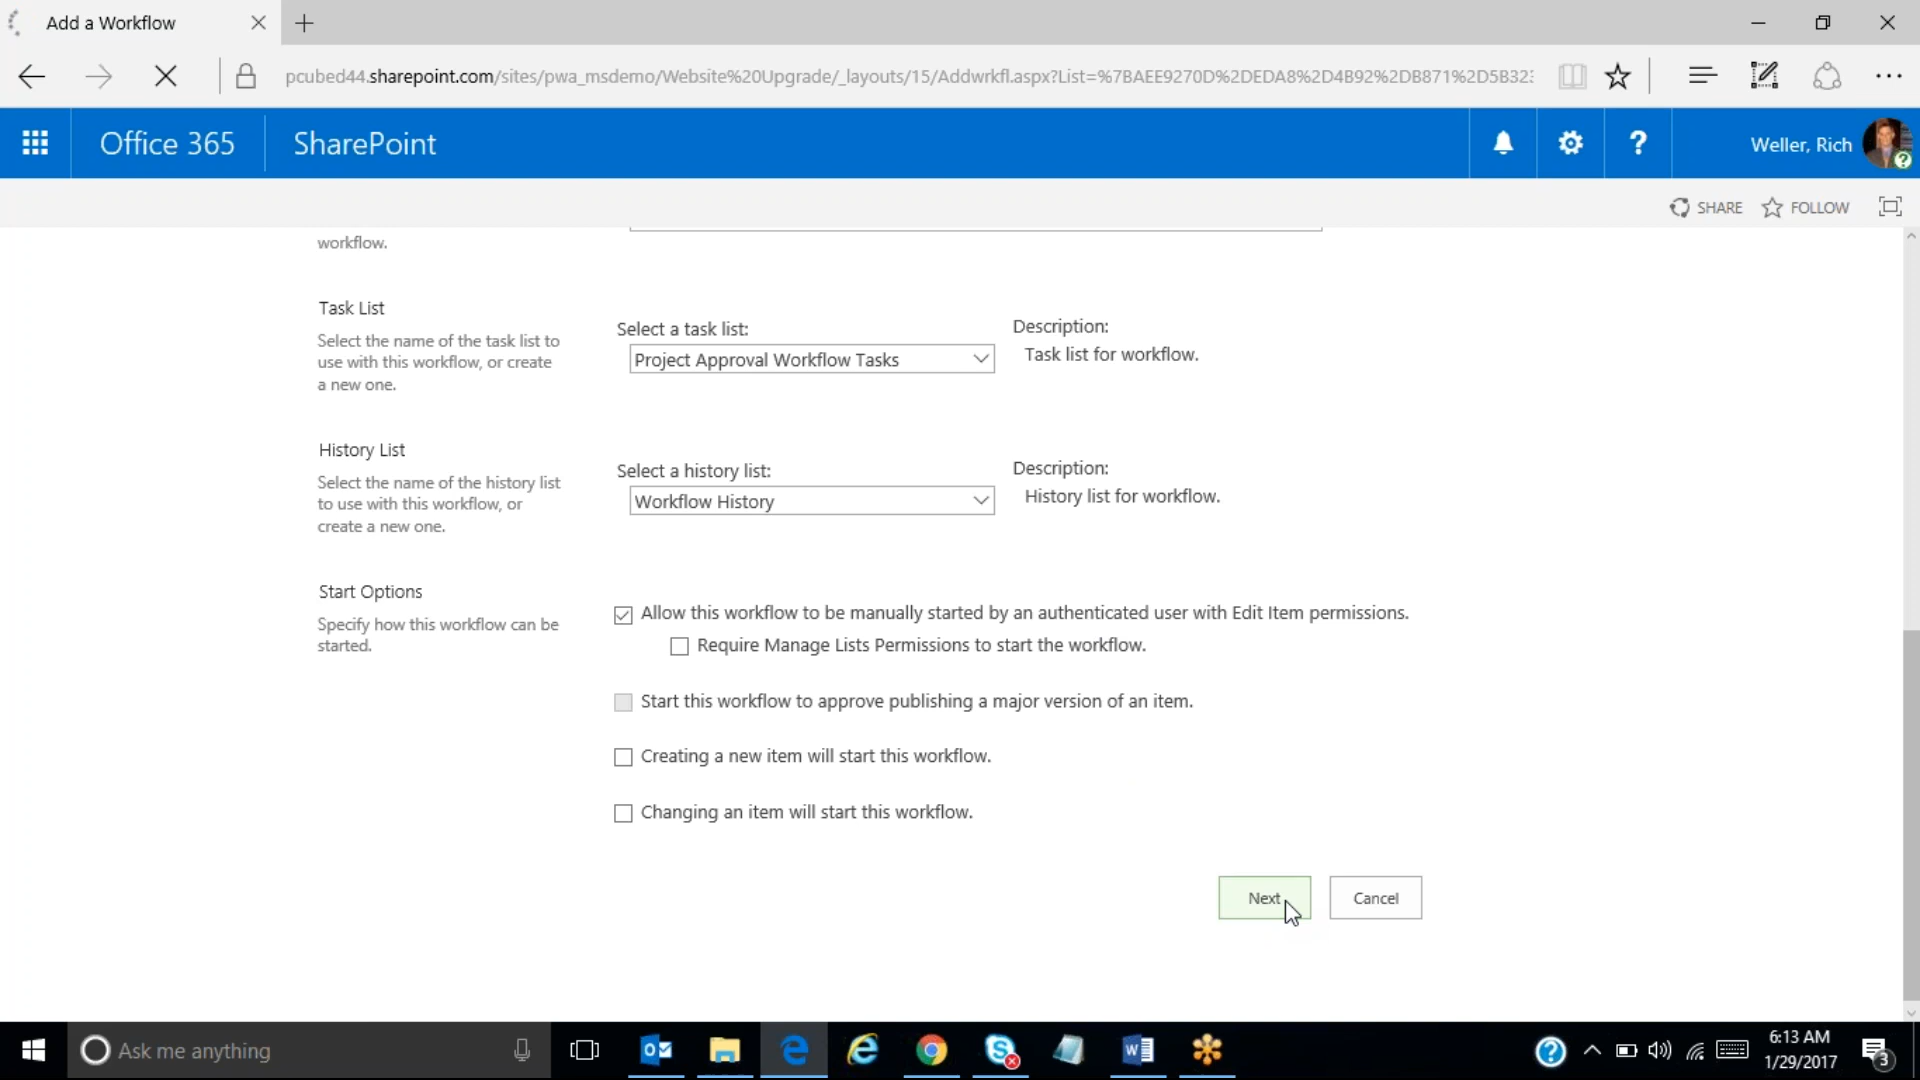 Add a Workflow
pcubed44.sharepoint.com/sites/pwa_msdemo/Website%20Upgrade/_layouts/15/Addwrkfl.aspx?List=%7BAEE9270D%2DEDA8%2D4B92%2DB871%2D5B323
Office 365
SharePoint
?
Weller, Rich
SHARE
FOLLOW
workflow.
Task List
Select the name of the task list to
use with this workflow, or create
a new one.
Select a task list:
Project Approval Workflow Tasks
Description:
Task list for workflow.
History List
Select the name of the history list
to use with this workflow, or
create a new one.
Select a history list:
Workflow History
Description:
History list for workflow.
Start Options
Specify how this workflow can be
started.
Allow this workflow to be manually started by an authenticated user with Edit Item permissions.
Require Manage Lists Permissions to start the workflow.
Start this workflow to approve publishing a major version of an item.
Creating a new item will start this workflow.
Changing an item will start this workflow.
Next
Cancel
Ask me anything
6:13 AM
1/29/2017
3